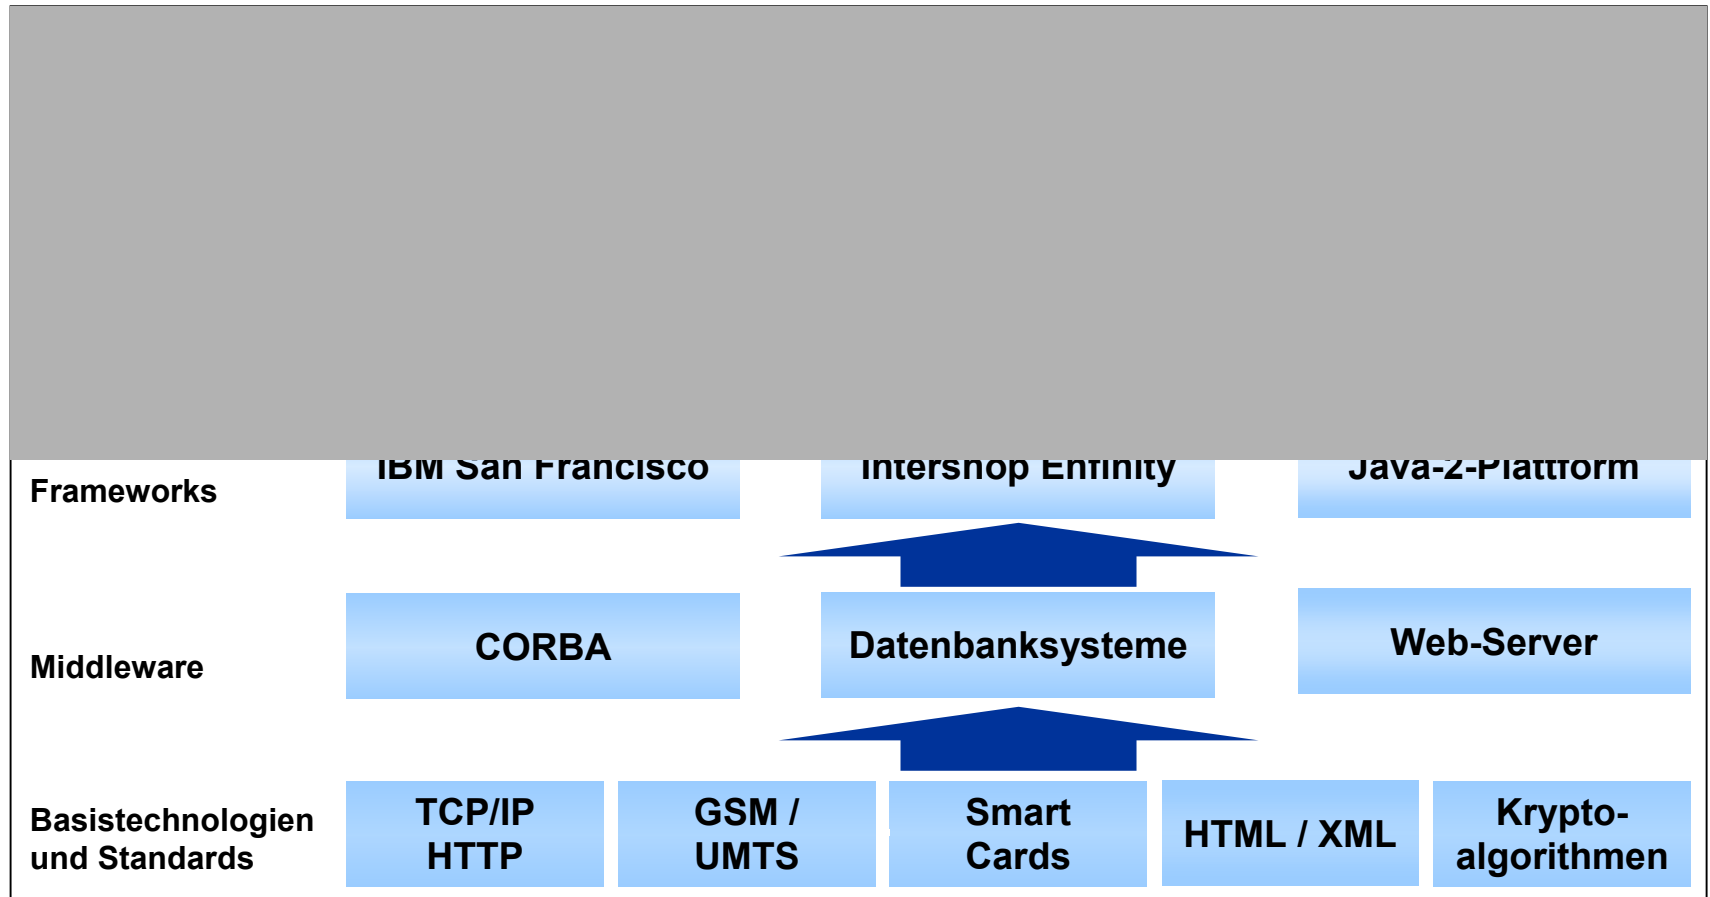 IBM San Francisco
Intershop Enfinity
Java-2-Plattform
Frameworks
CORBA
Datenbanksysteme
Web-Server
Middleware
Basistechnologien
und Standards
TCP/IP
HTTP
GSM /
UMTS
Smart
Cards
HTML / XML
Krypto-
algorithmen